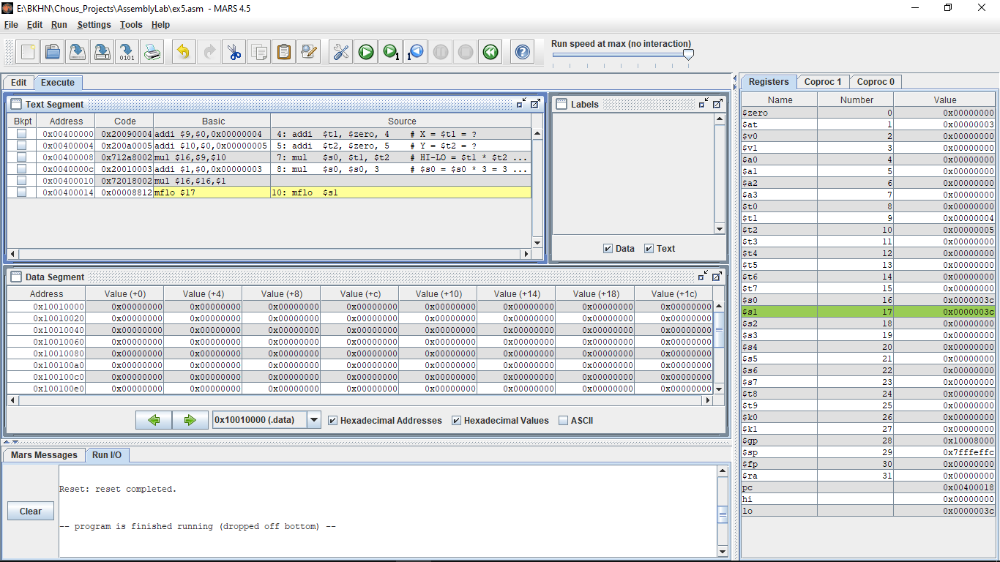 E:\BKHN\Chous_Projects\AssemblyLab\ex5.asm - MARS 4.5
File Edit Run Settings Tools Help
Run speed at max (no interaction)
Edit Execute
Text Segment
Bkpt Address Code Basic Source
0x00400000 0x20090004 addi $9,$0,0x00000004 4: addi $t1, $zero, 4 # X = $t1 = ?
0x00400004 0x200a0005 addi $10,$0,0x00000005 5: addi $t2, $zero, 5 # Y = $t2 = ?
0x00400008 0x712a8002 mul $16,$9,$10 7: mul $s0, $t1, $t2 # HI-LO = $t1 * $t2 ...
0x0040000c 0x20010003 addi $1,$0,0x00000003 8: mul $s0, $s0, 3 # $s0 = $s0 * 3 = 3 ...
0x00400010 0x72018002 mul $16,$16,$1
0x00400014 0x00008812 mflo $17 10: mflo $s1
Labels
Data Text
Data Segment
Address Value (+0) Value (+4) Value (+8) Value (+c) Value (+10) Value (+14) Value (+18) Value (+1c)
0x10010000 0x00000000 0x00000000 0x00000000 0x00000000 0x00000000 0x00000000 0x00000000 0x00000000
0x10010020 0x00000000 0x00000000 0x00000000 0x00000000 0x00000000 0x00000000 0x00000000 0x00000000
0x10010040 0x00000000 0x00000000 0x00000000 0x00000000 0x00000000 0x00000000 0x00000000 0x00000000
0x10010060 0x00000000 0x00000000 0x00000000 0x00000000 0x00000000 0x00000000 0x00000000 0x00000000
0x10010080 0x00000000 0x00000000 0x00000000 0x00000000 0x00000000 0x00000000 0x00000000 0x00000000
0x100100a0 0x00000000 0x00000000 0x00000000 0x00000000 0x00000000 0x00000000 0x00000000 0x00000000
0x100100c0 0x00000000 0x00000000 0x00000000 0x00000000 0x00000000 0x00000000 0x00000000 0x00000000
0x100100e0 0x00000000 0x00000000 0x00000000 0x00000000 0x00000000 0x00000000 0x00000000 0x00000000
0x10010000 (.data) Hexadecimal Addresses Hexadecimal Values ASCII
Mars Messages Run I/O
Reset: reset completed.
Clear
-- program is finished running (dropped off bottom) --
Registers Coproc 1 Coproc 0
Name Number Value
$zero 0 0x00000000
$at 1 0x00000003
$v0 2 0x00000000
$v1 3 0x00000000
$a0 4 0x00000000
$a1 5 0x00000000
$a2 6 0x00000000
$a3 7 0x00000000
$t0 8 0x00000000
$t1 9 0x00000004
$t2 10 0x00000005
$t3 11 0x00000000
$t4 12 0x00000000
$t5 13 0x00000000
$t6 14 0x00000000
$t7 15 0x00000000
$s0 16 0x0000003c
$s1 17 0x0000003c
$s2 18 0x00000000
$s3 19 0x00000000
$s4 20 0x00000000
$s5 21 0x00000000
$s6 22 0x00000000
$s7 23 0x00000000
$t8 24 0x00000000
$t9 25 0x00000000
$k0 26 0x00000000
$k1 27 0x00000000
$gp 28 0x10008000
$sp 29 0x7fffeffc
$fp 30 0x00000000
$ra 31 0x00000000
pc 0x00400018
hi 0x00000000
lo 0x0000003c